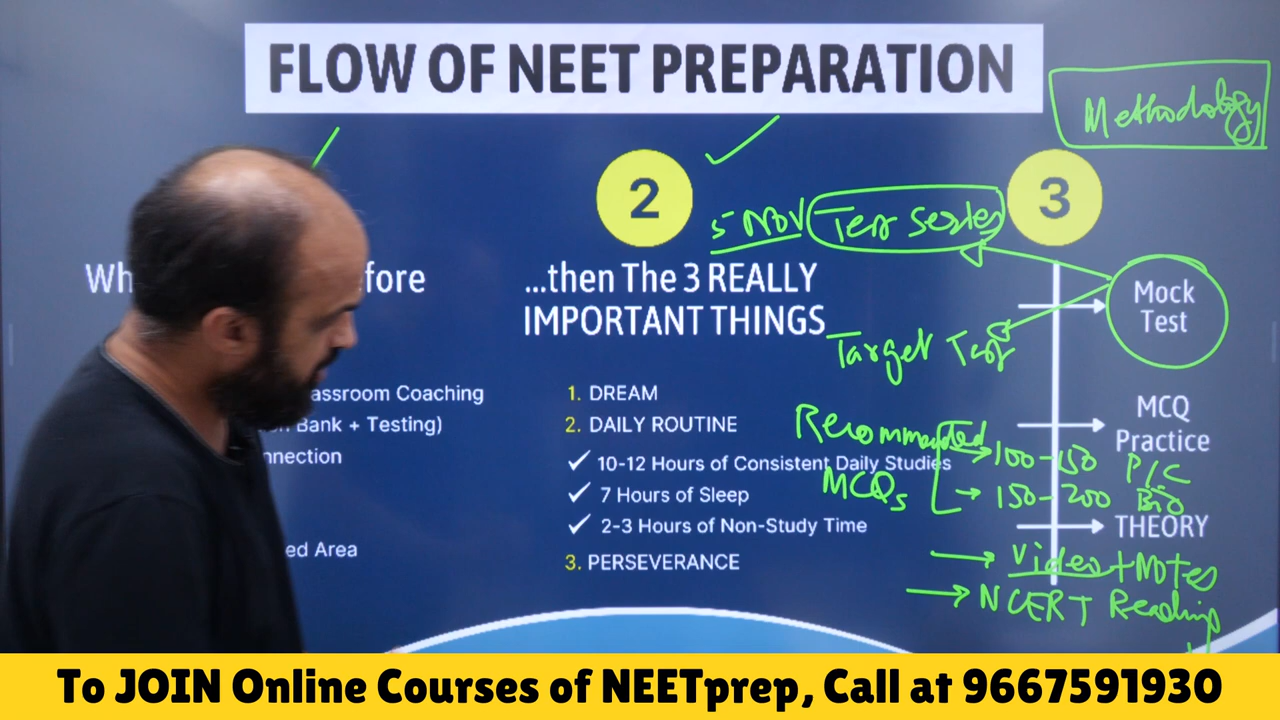 FLOW OF NEET PREPARATION
Methodology
2
3
5 NOV Test Series
Wh fore
...then The 3 REALLY
IMPORTANT THINGS
Mock
Test
Target Test
assroom Coaching
Bank + Testing)
nnection
ed Area
1. DREAM
2. DAILY ROUTINE
✓ 10-12 Hours of Consistent Daily Studies
✓ 7 Hours of Sleep
✓ 2-3 Hours of Non-Study Time
3. PERSEVERANCE
MCQ
Practice
Recommended
MCQs
→ 100-150 P/C
→ 150-200 Bio
THEORY
→ Video + Notes
→ NCERT Reading
To JOIN Online Courses of NEETprep, Call at 9667591930